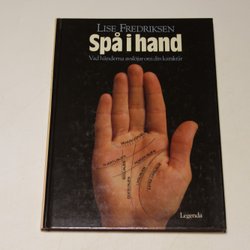 LISE FREDRIKSEN
Spå i hand
Vad händerna avslöjar om din karaktär
Legenda